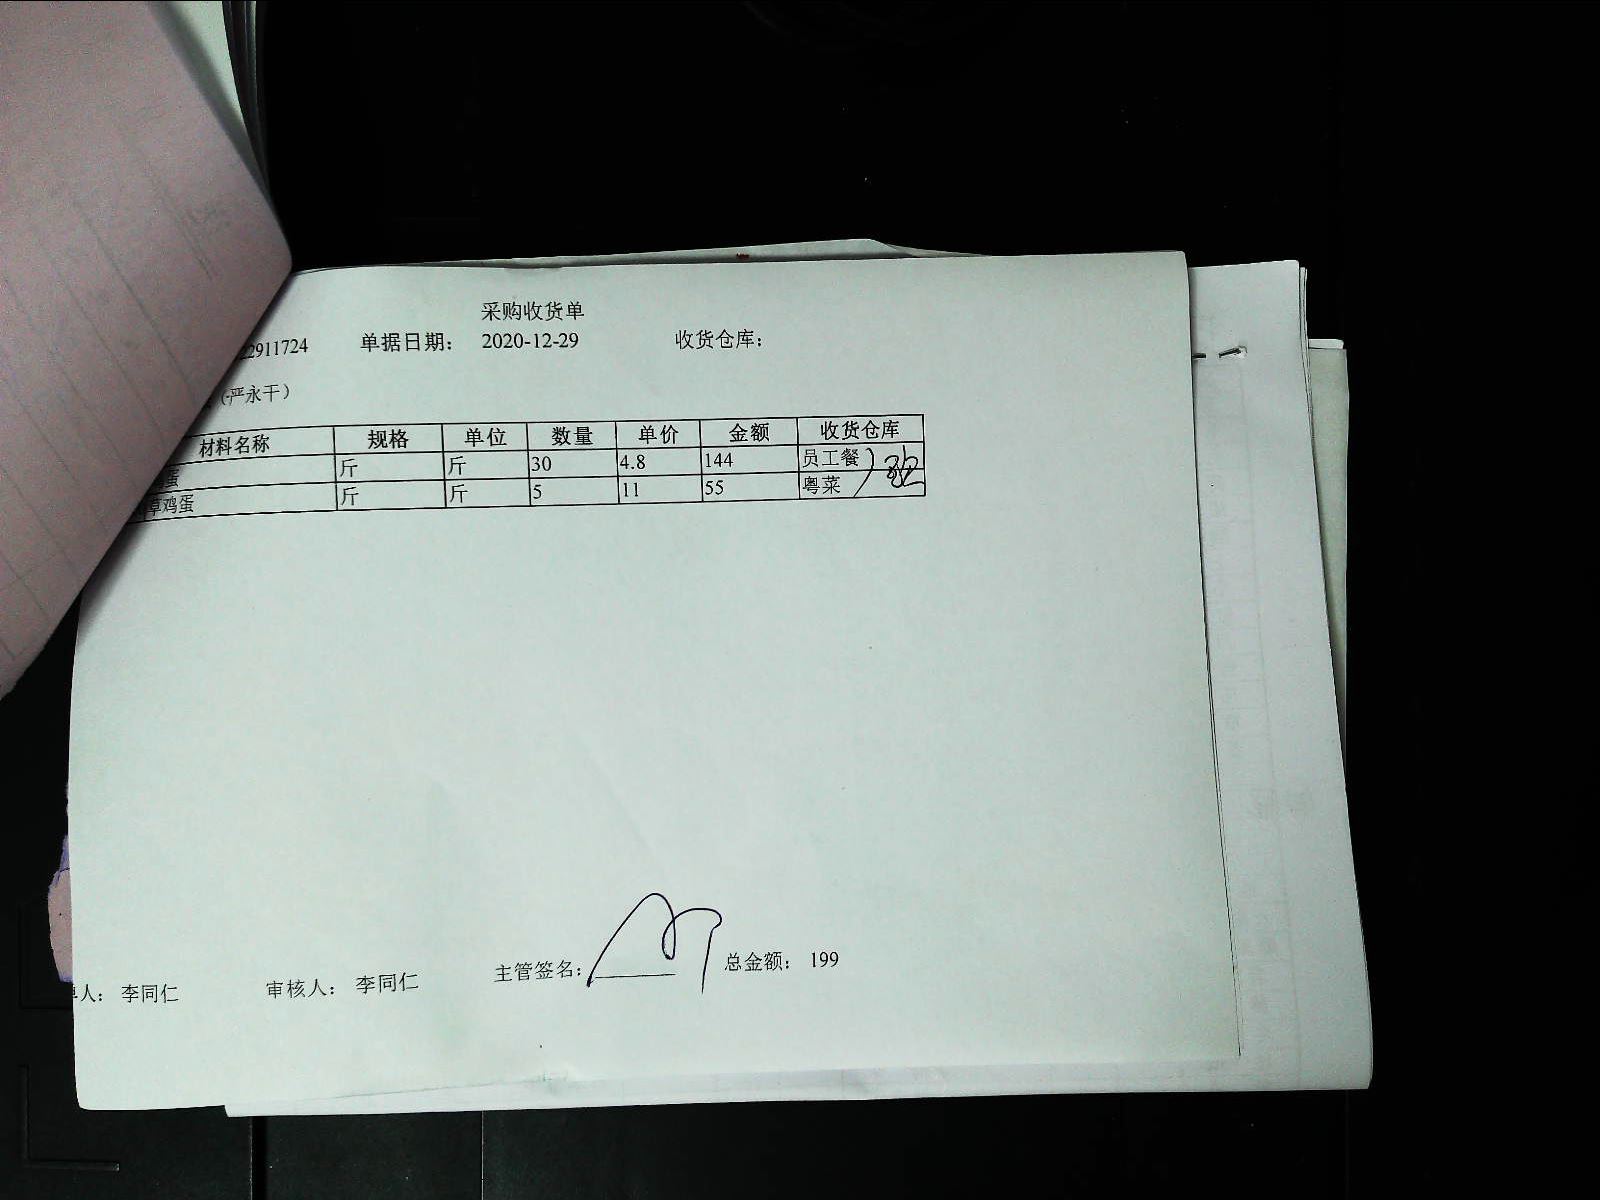 采购收货单
22911724 单据日期： 2020-12-29 收货仓库：
(-严永干）
材料名称 规格 单位 数量 单价 金额 收货仓库
蛋 斤 斤 30 4.8 144 员工餐
草鸡蛋 斤 斤 5 11 55 粤菜
单人： 李同仁 审核人： 李同仁 主管签名： 总金额： 199